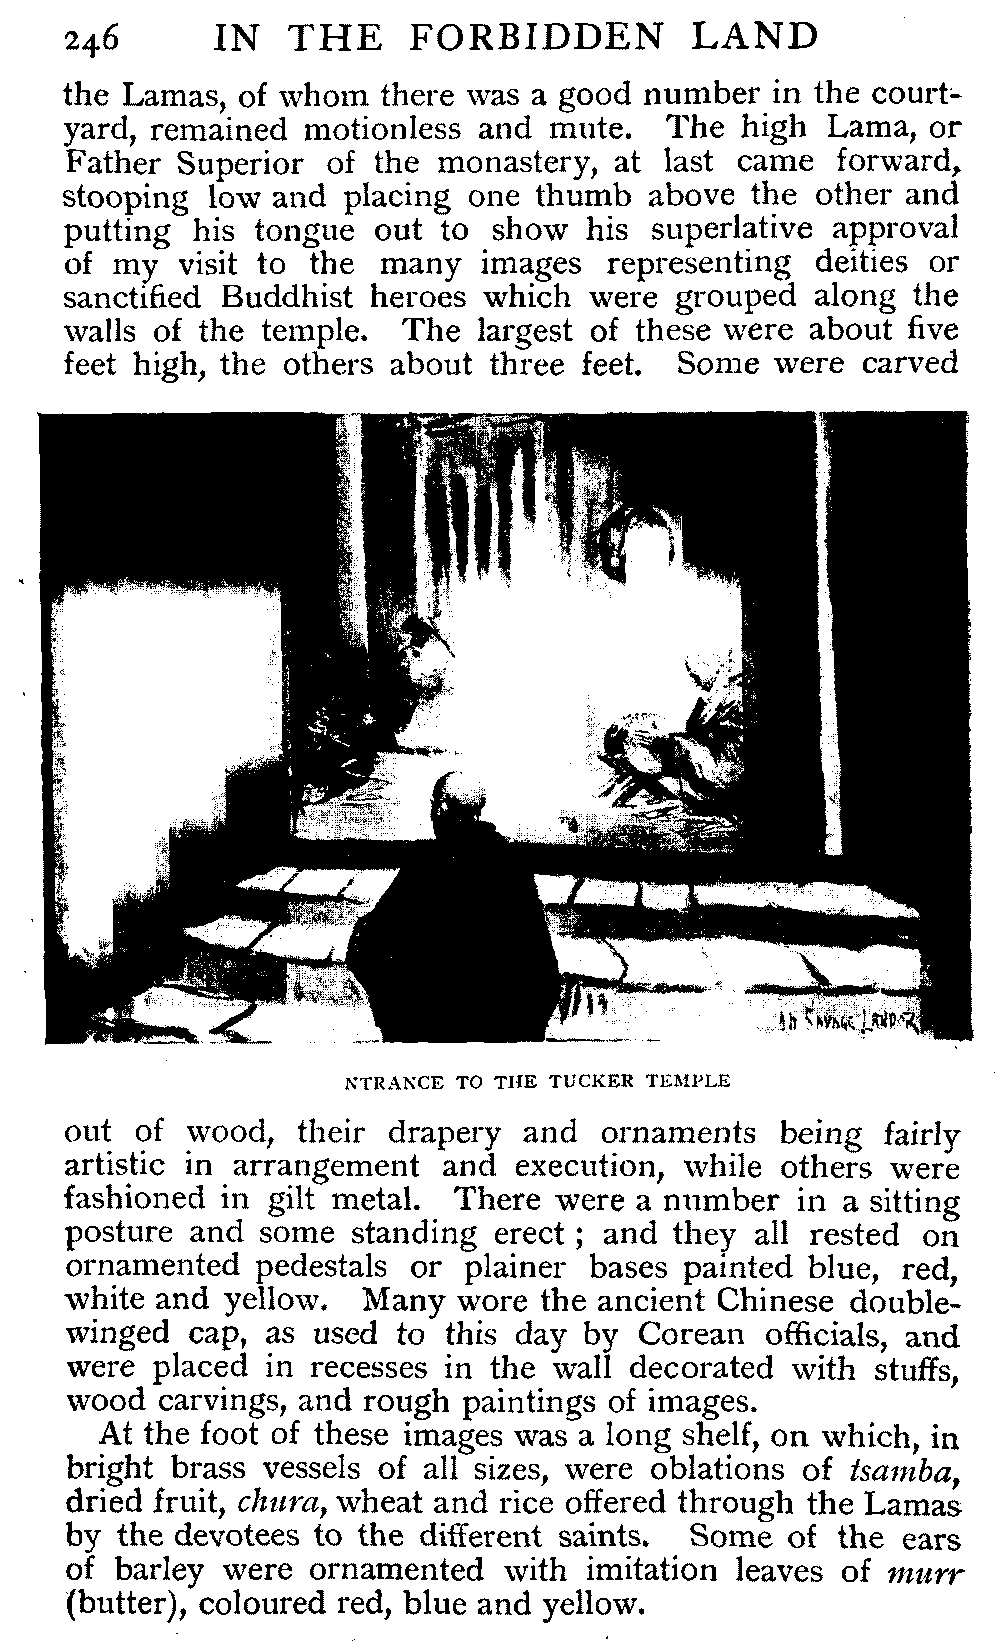 246 IN THE FORBIDDEN LAND
the Lamas, of whom there was a good number in the court-
yard, remained motionless and mute. The high Lama, or
Father Superior of the monastery, at last came forward,
stooping low and placing one thumb above the other and
putting his tongue out to show his superlative approval
of my visit to the many images representing deities or
sanctified Buddhist heroes which were grouped along the
walls of the temple. The largest of these were about five
feet high, the others about three feet. Some were carved
SAVAGE LANDOR
NTRANCE TO THE TUCKER TEMPLE
out of wood, their drapery and ornaments being fairly
artistic in arrangement and execution, while others were
fashioned in gilt metal. There were a number in a sitting
posture and some standing erect; and they all rested on
ornamented pedestals or plainer bases painted blue, red,
white and yellow. Many wore the ancient Chinese double-
winged cap, as used to this day by Corean officials, and
were placed in recesses in the wall decorated with stuffs,
wood carvings, and rough paintings of images.
At the foot of these images was a long shelf, on which, in
bright brass vessels of all sizes, were oblations of tsamba,
dried fruit, chura, wheat and rice offered through the Lamas
by the devotees to the different saints. Some of the ears
of barley were ornamented with imitation leaves of murr
(butter), coloured red, blue and yellow.